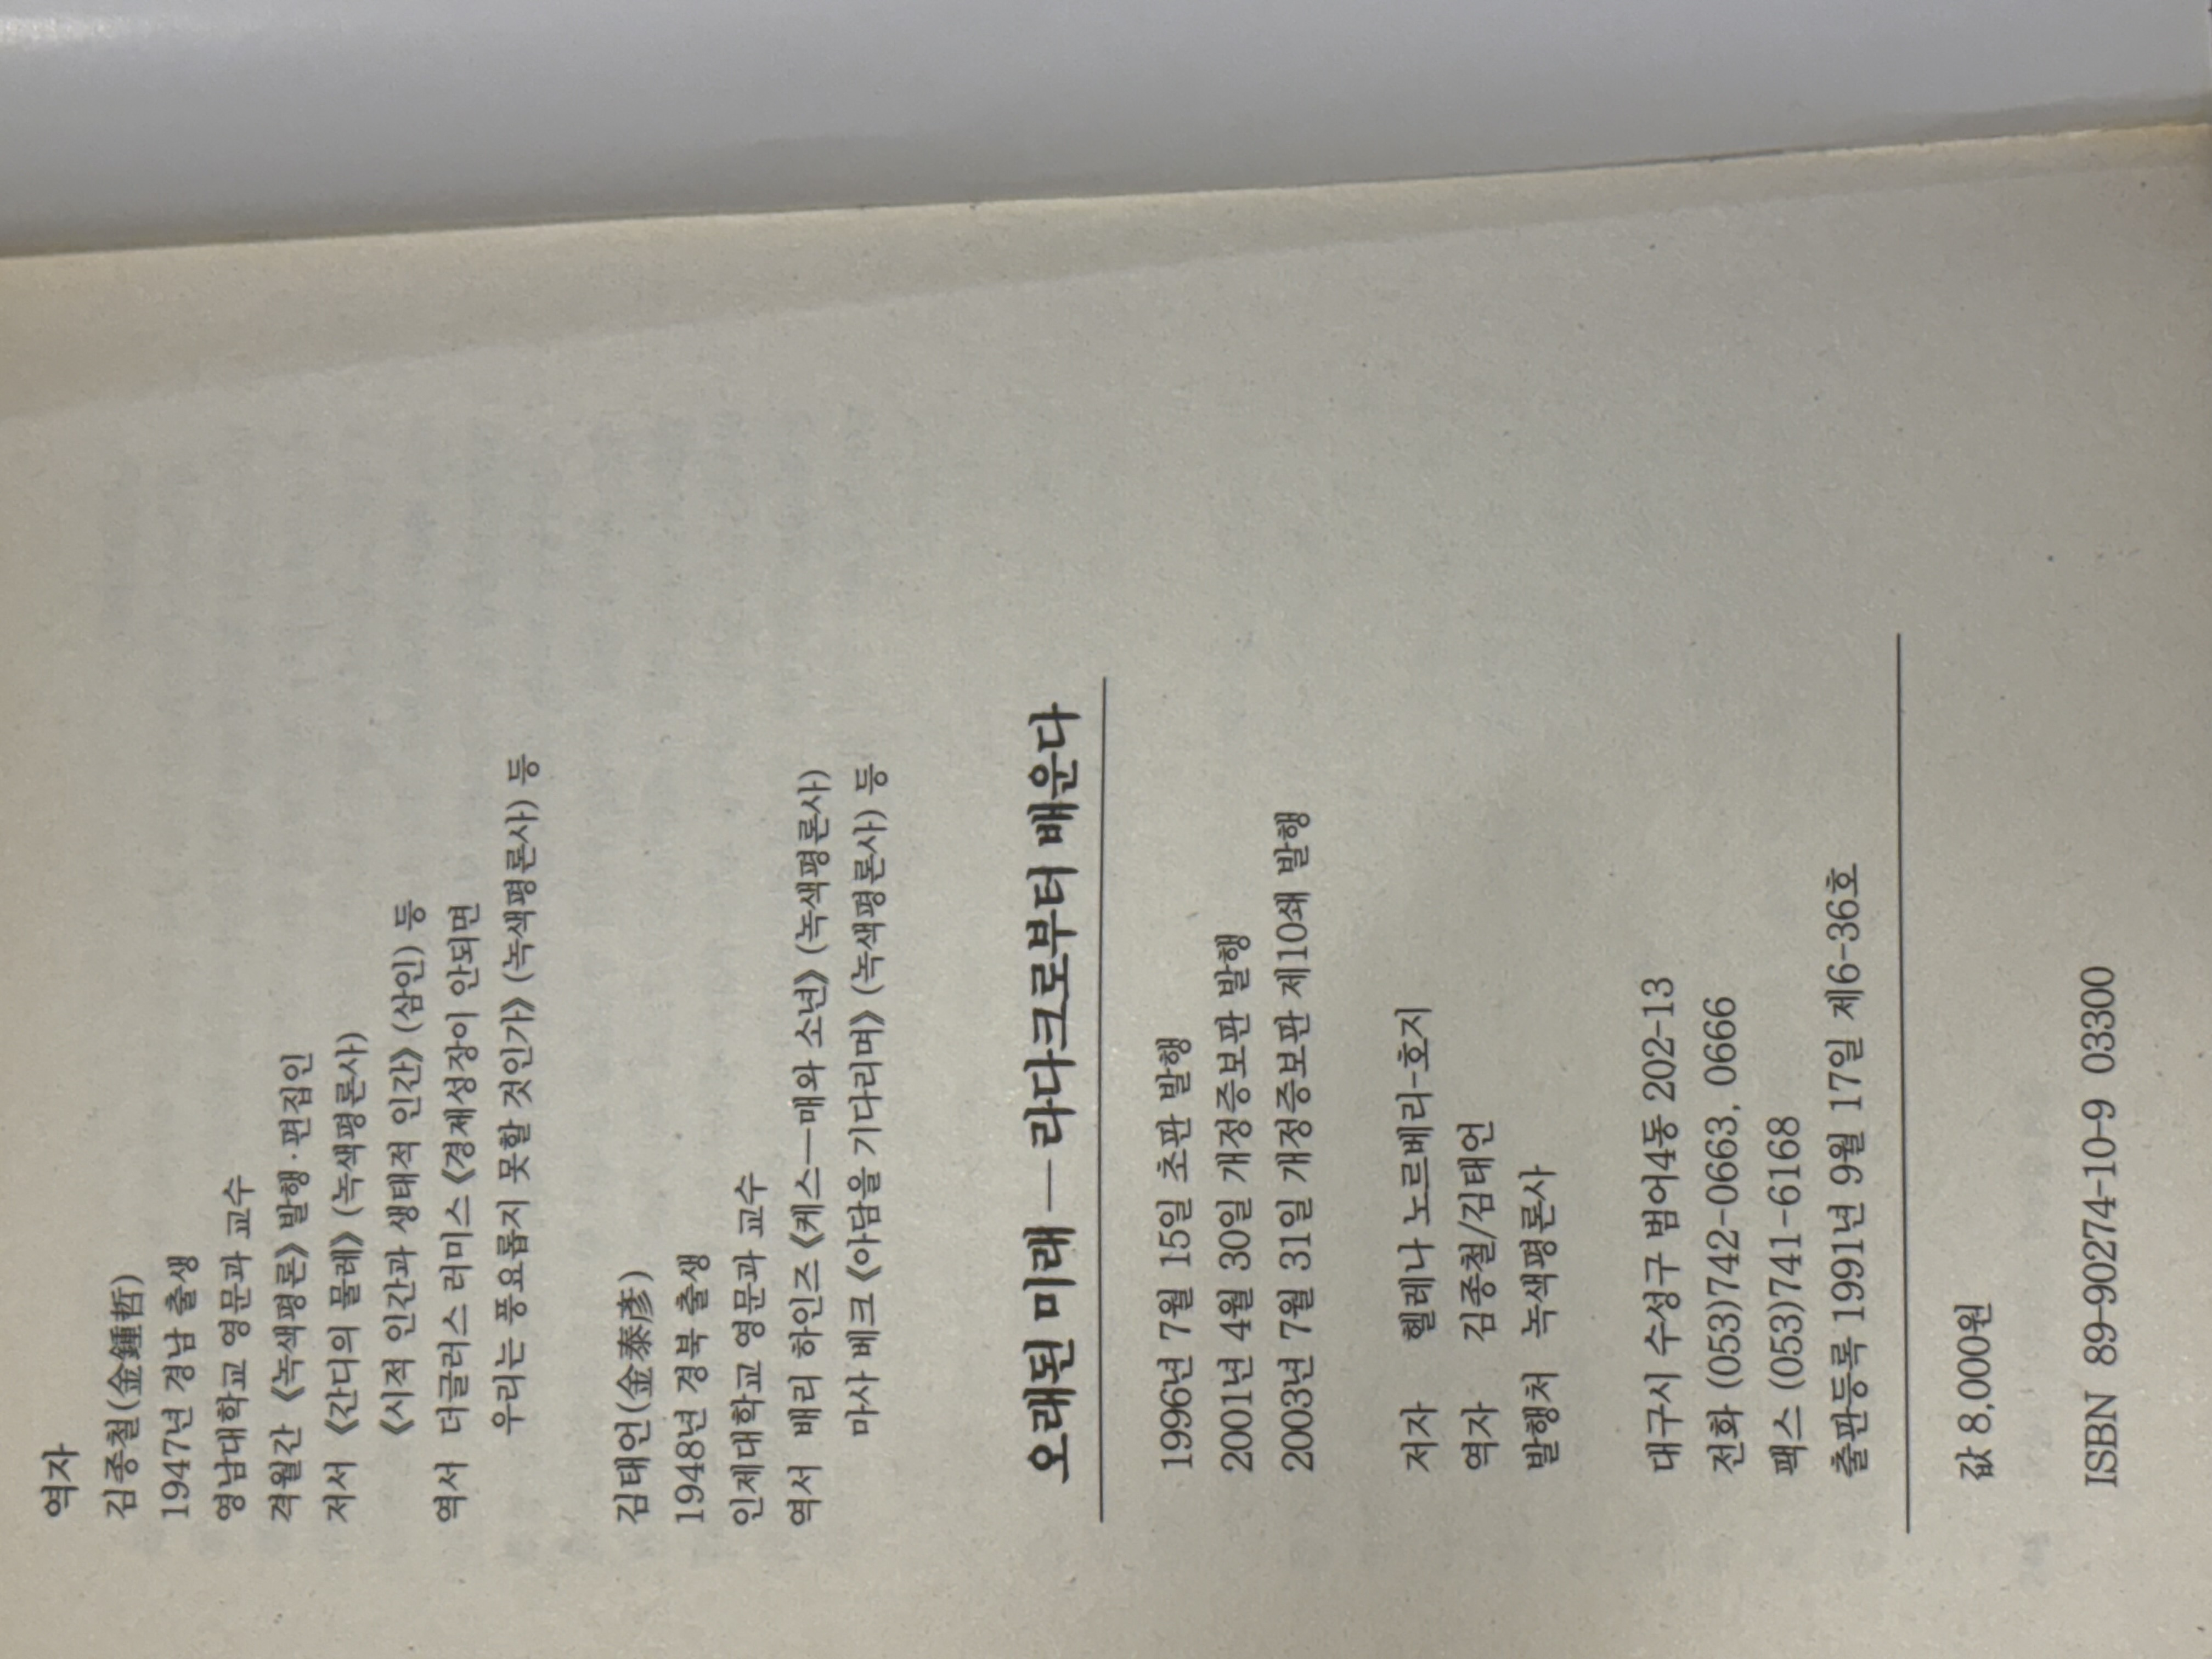 역자
김종철(金鍾哲)
1947년 경남 출생
영남대학교 영문과 교수
격월간 《녹색평론》 발행·편집인
저서 《간디의 물레》 (녹색평론사)
《시적 인간과 생태적 인간》 (삼인) 등
역서 더글러스 러미스 《경제성장이 안되면
우리는 풍요롭지 못할 것인가》 (녹색평론사) 등
김태언(金泰彦)
1948년 경북 출생
인제대학교 영문과 교수
역서 배리 하인즈 《케스—매와 소년》 (녹색평론사)
마사 베크 《아담을 기다리며》 (녹색평론사) 등
오래된 미래 — 라다크로부터 배운다
1996년 7월 15일 초판 발행
2001년 4월 30일 개정증보판 발행
2003년 7월 31일 개정증보판 제10쇄 발행
저자 헬레나 노르베리-호지
역자 김종철/김태언
발행처 녹색평론사
대구시 수성구 범어4동 202-13
전화 (053)742-0663, 0666
팩스 (053)741-6168
출판등록 1991년 9월 17일 제6-36호
값 8,000원
ISBN 89-90274-10-9 03300